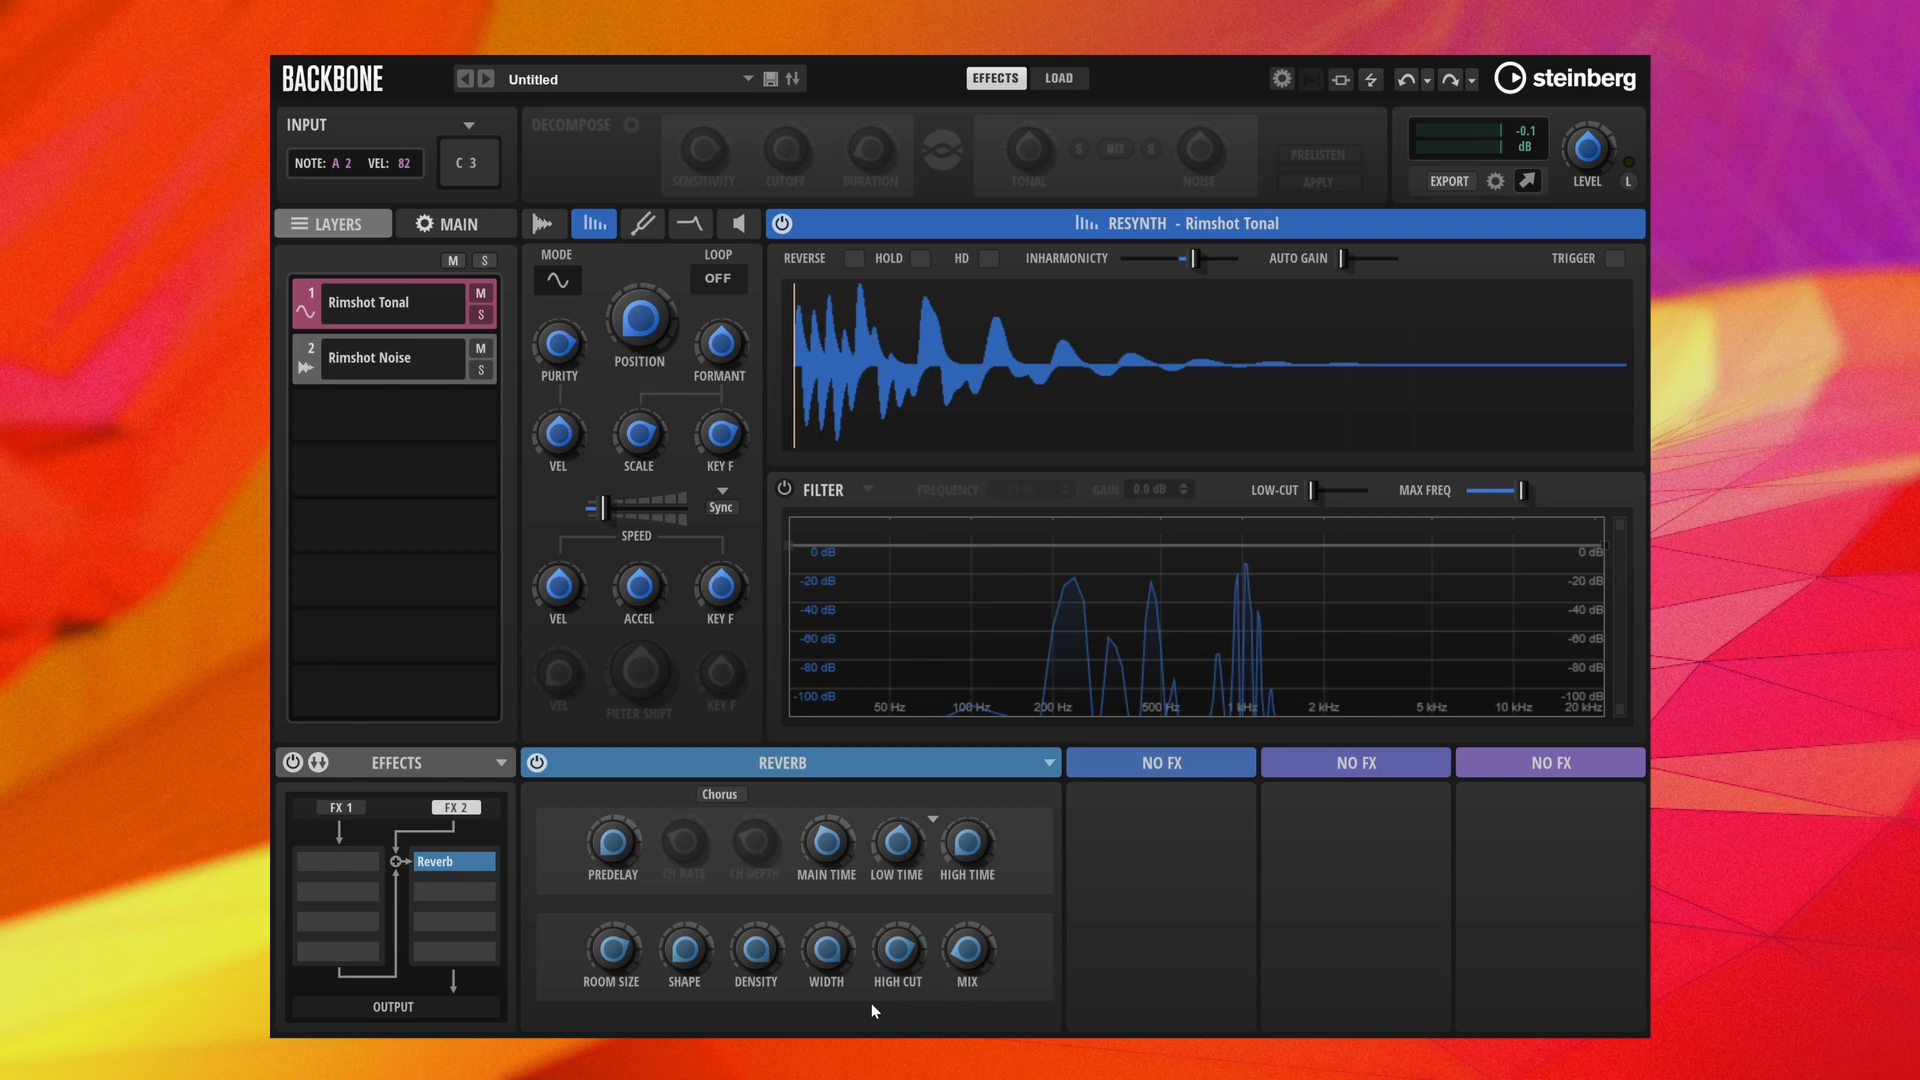 BACKBONE
Untitled
EFFECTS LOAD
steinberg
INPUT
NOTE: A 2 VEL: 82
C 3
DECOMPOSE
SENSITIVITY CUTOFF DURATION
S MIX S
TONAL NOISE
PRELISTEN
APPLY
-0.1
dB
EXPORT
LEVEL L
LAYERS MAIN
RESYNTH - Rimshot Tonal
M S
1 Rimshot Tonal M S
2 Rimshot Noise M S
MODE LOOP
OFF
POSITION
PURITY FORMANT
VEL SCALE KEY F
Sync
SPEED
VEL ACCEL KEY F
VEL FILTER SHIFT KEY F
REVERSE HOLD HD INHARMONICTY AUTO GAIN TRIGGER
FILTER FREQUENCY GAIN 0.0 dB LOW-CUT MAX FREQ
0 dB 0 dB
-20 dB -20 dB
-40 dB -40 dB
-60 dB -60 dB
-80 dB -80 dB
-100 dB -100 dB
50 Hz 100 Hz 200 Hz 500 Hz 1 kHz 2 kHz 5 kHz 10 kHz 20 kHz
EFFECTS REVERB NO FX NO FX NO FX
FX 1 FX 2
Reverb
OUTPUT
Chorus
PREDELAY CH RATE CH DEPTH MAIN TIME LOW TIME HIGH TIME
ROOM SIZE SHAPE DENSITY WIDTH HIGH CUT MIX